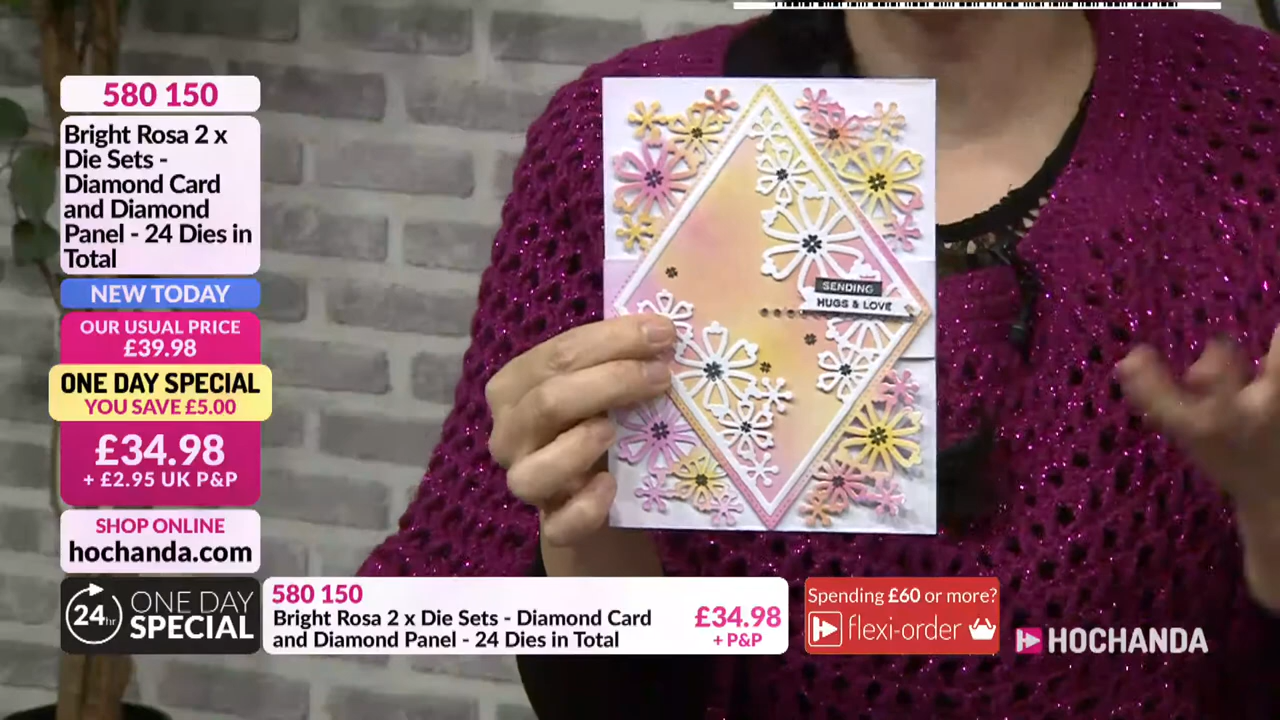 580 150
Bright Rosa 2 x
Die Sets -
Diamond Card
and Diamond
Panel - 24 Dies in
Total
NEW TODAY
OUR USUAL PRICE
£39.98
ONE DAY SPECIAL
YOU SAVE £5.00
£34.98
+ £2.95 UK P&P
SHOP ONLINE
hochanda.com
SENDING
HUGS & LOVE
24hr
ONE DAY
SPECIAL
580 150
Bright Rosa 2 x Die Sets - Diamond Card
and Diamond Panel - 24 Dies in Total
£34.98
+ P&P
Spending £60 or more?
flexi-order
HOCHANDA